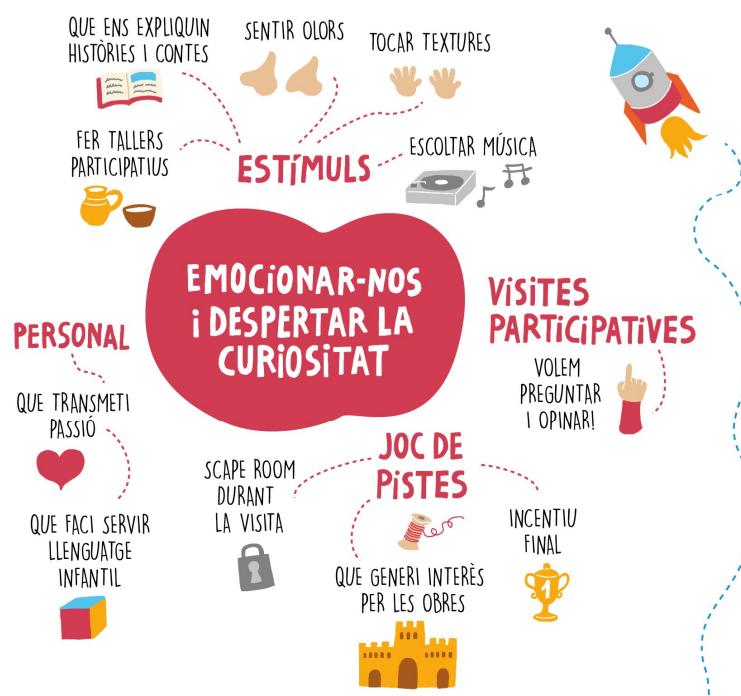 QUE ENS EXPLIQUIN
HISTÒRIES I CONTES
SENTIR OLORS
TOCAR TEXTURES
FER TALLERS
PARTICIPATIUS
ESTÍMULS
ESCOLTAR MÚSICA
EMOCIONAR-NOS
I DESPERTAR LA
CURIOSITAT
VISITES
PARTICIPATIVES
VOLEM
PREGUNTAR
I OPINAR!
PERSONAL
QUE TRANSMETI
PASSIÓ
QUE FACI SERVIR
LLENGUATGE
INFANTIL
JOC DE
PISTES
SCAPE ROOM
DURANT
LA VISITA
QUE GENERI INTERÈS
PER LES OBRES
INCENTIU
FINAL
1